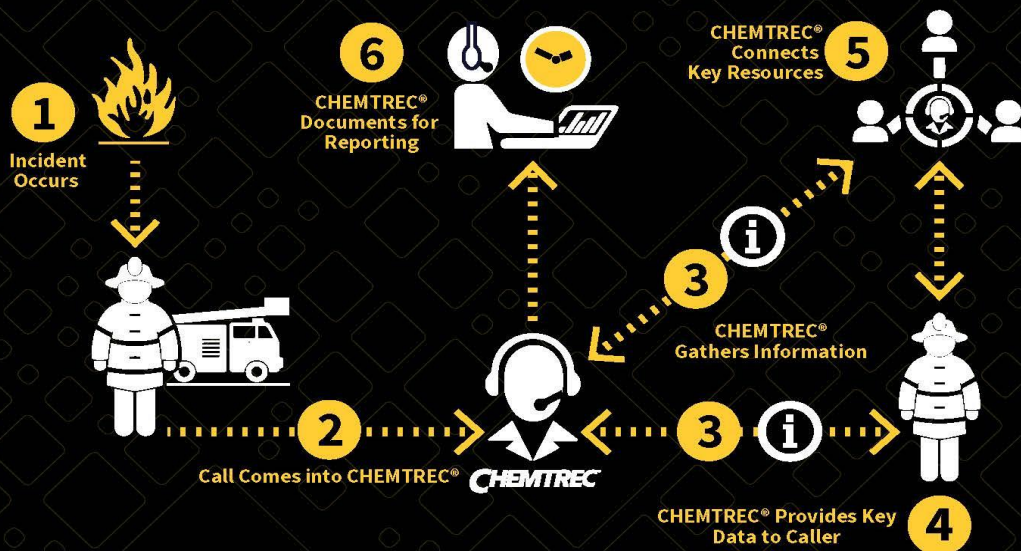 1
Incident
Occurs
2
Call Comes into CHEMTREC®
CHEMTREC
3
i
CHEMTREC®
Gathers Information
3
i
4
CHEMTREC® Provides Key
Data to Caller
5
CHEMTREC®
Connects
Key Resources
6
CHEMTREC®
Documents for
Reporting